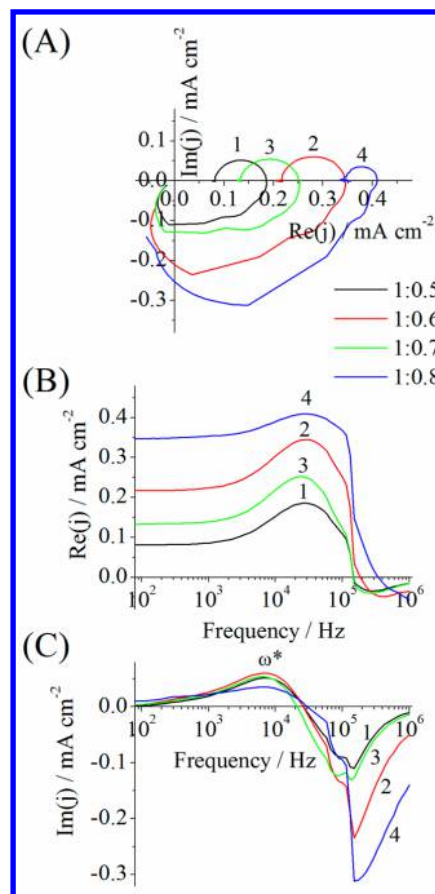 (A)
Im(j) / mA cm-2
0.1
0.0
-0.1
-0.2
-0.3
1 3 2 4
0.0 0.1 0.2 0.3 0.4
Re(j) / mA cm-2
1:0.5
1:0.6
1:0.7
1:0.8
(B)
Re(j) / mA cm-2
0.4
0.3
0.2
0.1
0.0
4
2
3
1
10² 10³ 10⁴ 10⁵ 10⁶
Frequency / Hz
(C)
ω*
Im(j) / mA cm-2
0.0
-0.1
-0.2
-0.3
10² 10³ 10⁴ 10⁵ 10⁶
Frequency / Hz
1
3
2
4